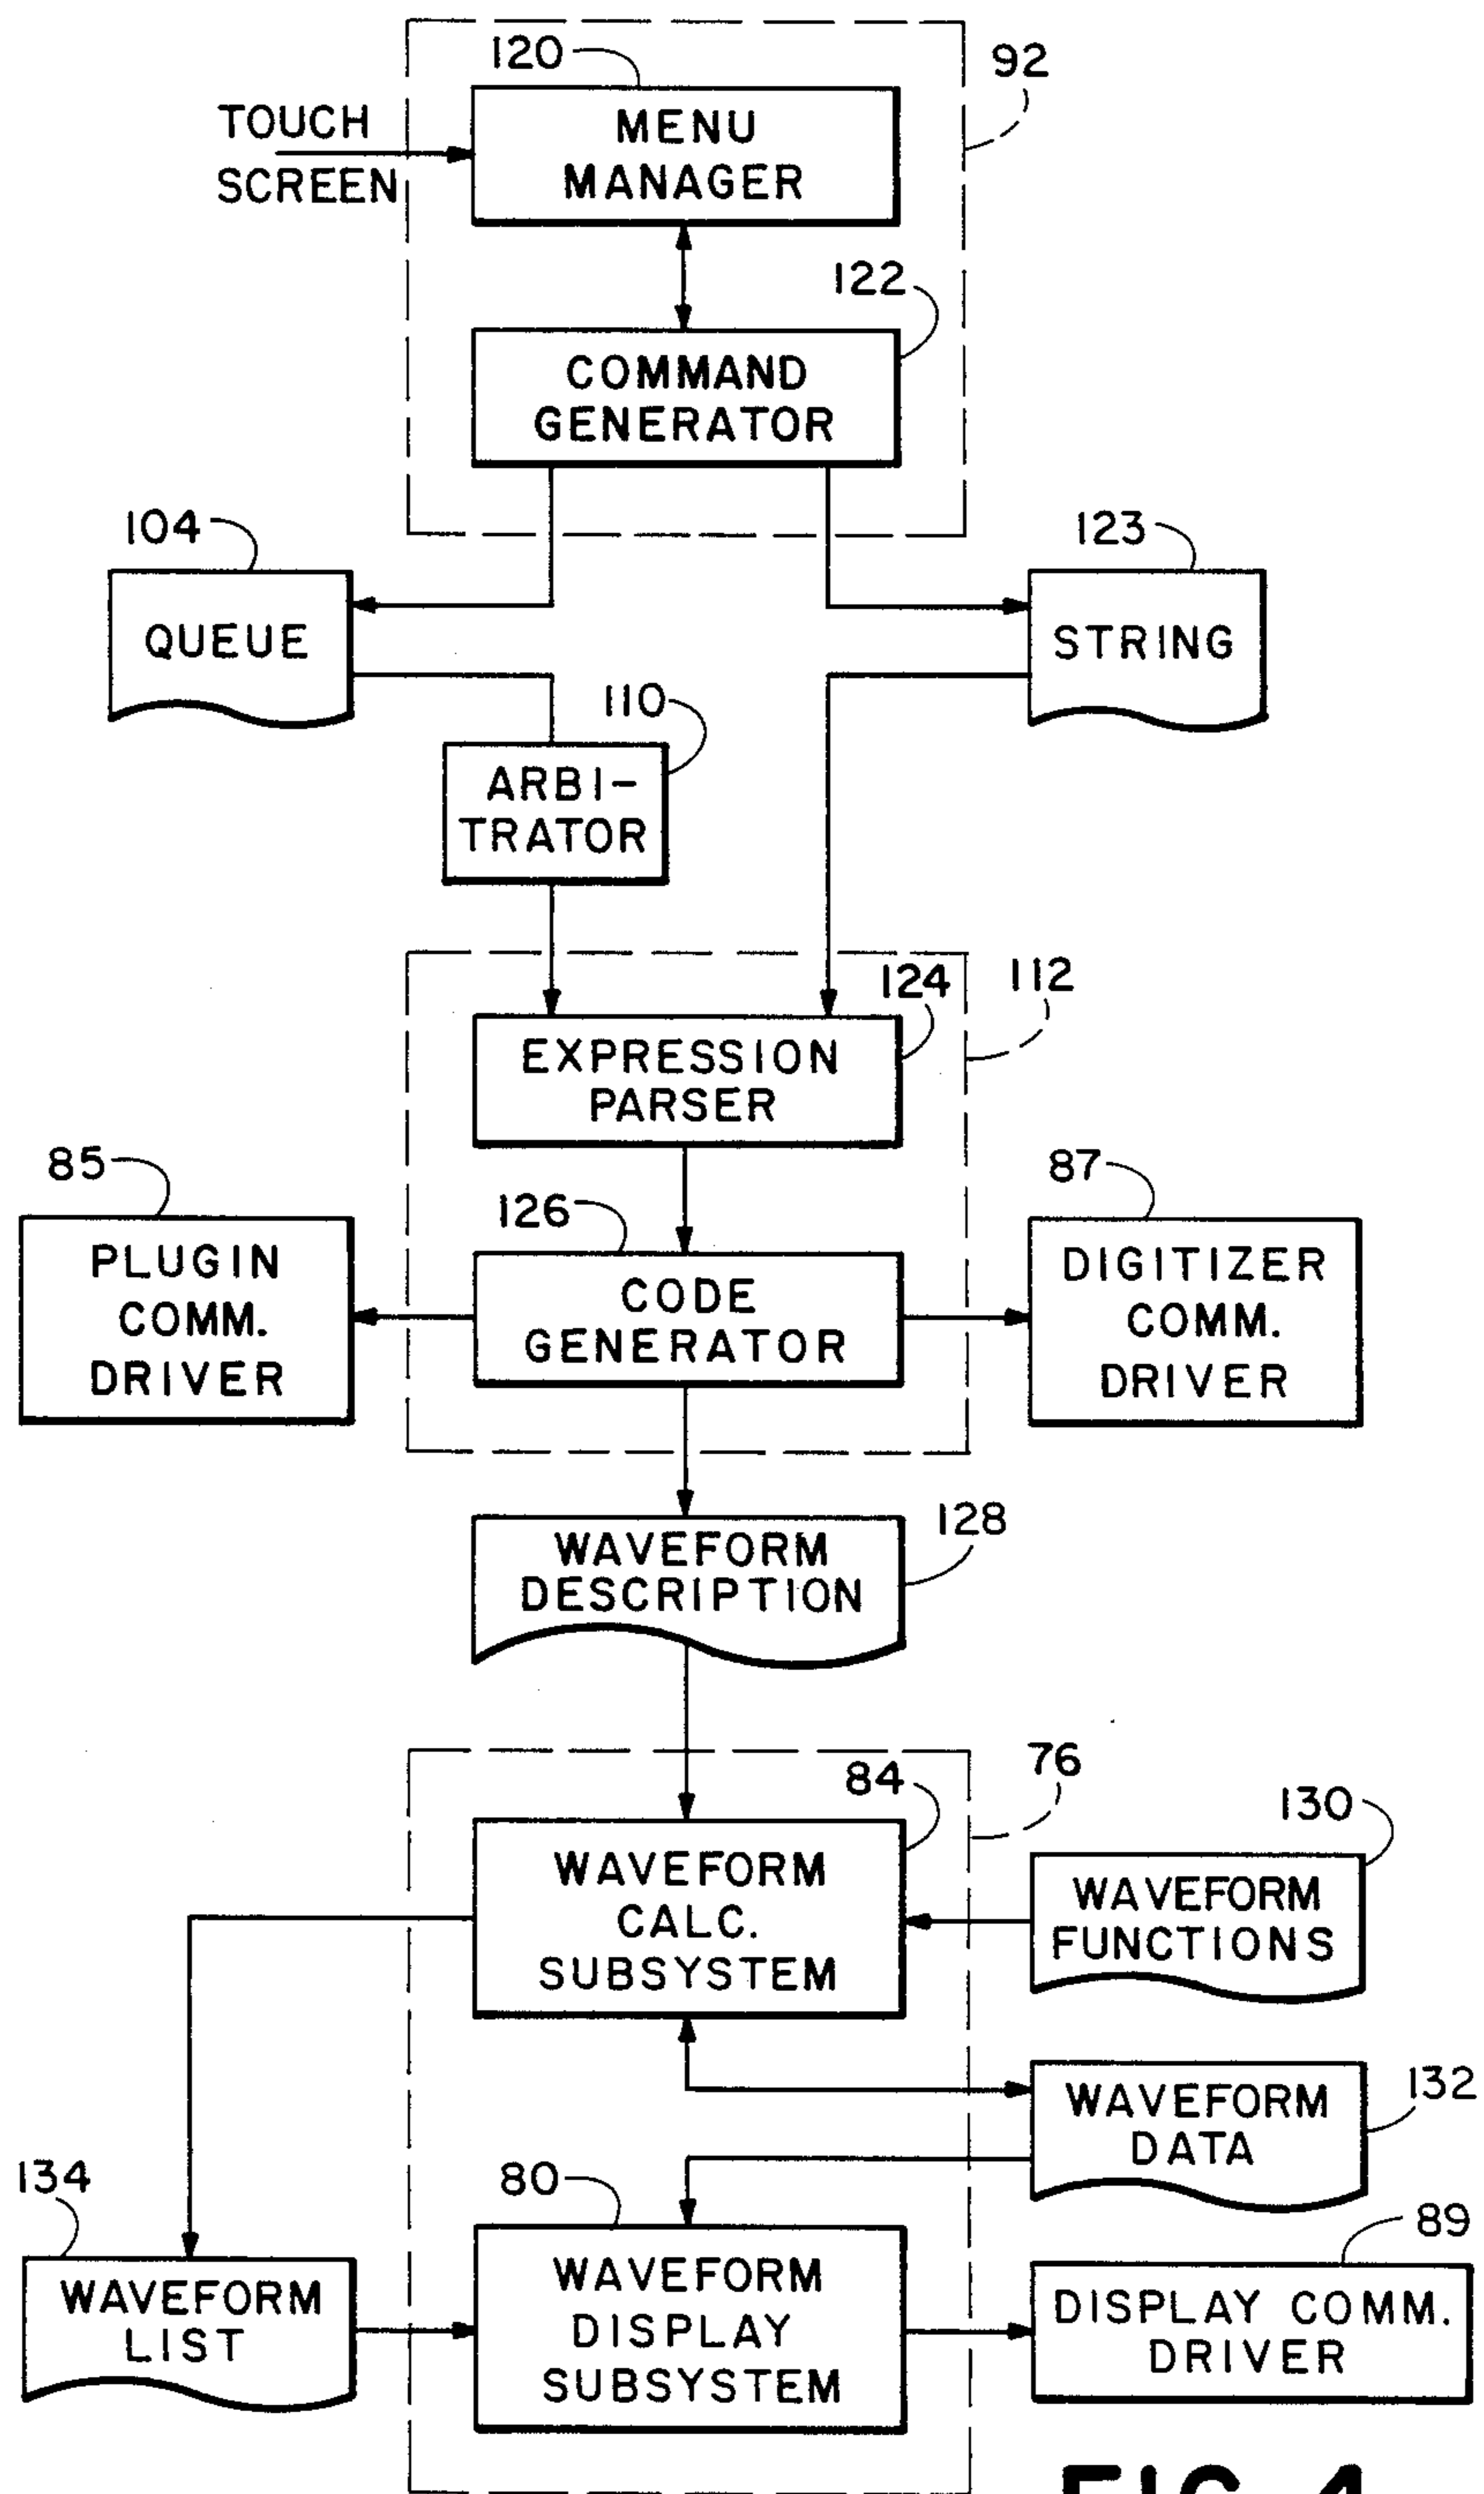 120
92
TOUCH
SCREEN
MENU
MANAGER
122
COMMAND
GENERATOR
104
123
QUEUE
STRING
110
ARBI-
TRATOR
124
112
EXPRESSION
PARSER
85
87
126
PLUGIN
COMM.
DRIVER
CODE
GENERATOR
DIGITIZER
COMM.
DRIVER
WAVEFORM
DESCRIPTION
128
84
76
130
WAVEFORM
CALC.
SUBSYSTEM
WAVEFORM
FUNCTIONS
132
WAVEFORM
DATA
134
80
89
WAVEFORM
LIST
WAVEFORM
DISPLAY
SUBSYSTEM
DISPLAY COMM.
DRIVER